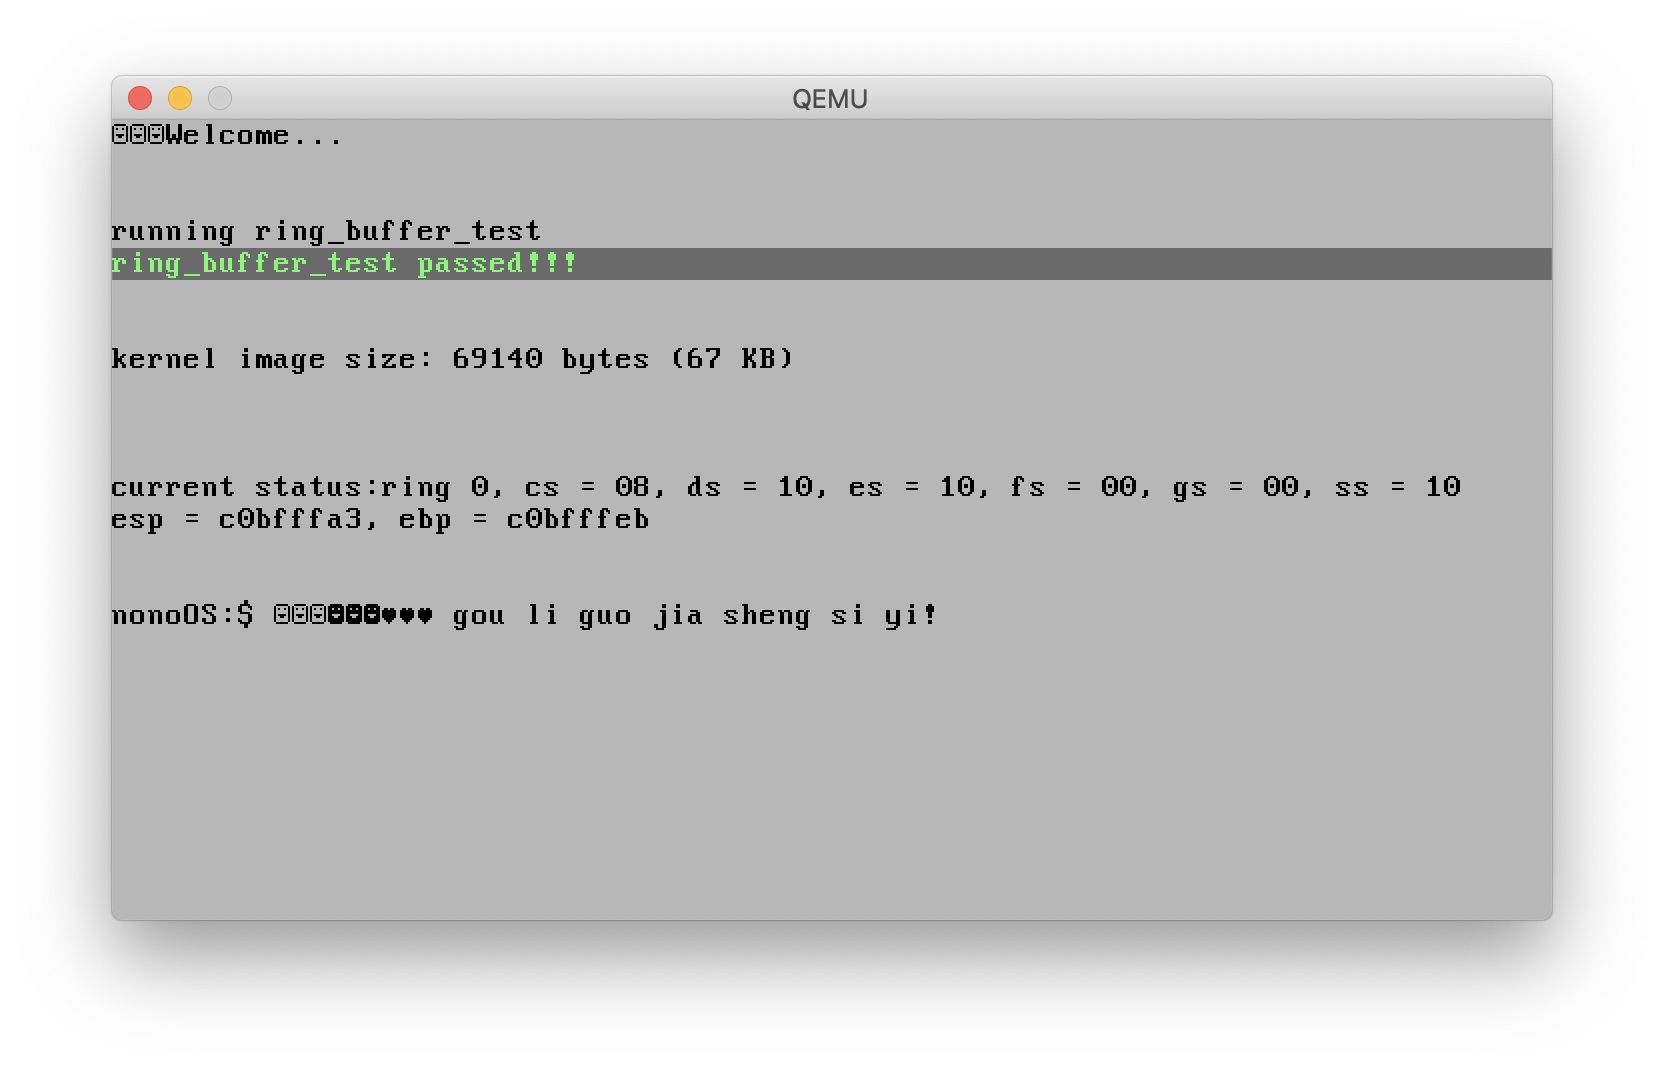 QEMU
☺☺☺Welcome...
running ring_buffer_test
ring_buffer_test passed!!!
kernel image size: 69140 bytes (67 KB)
current status:ring 0, cs = 08, ds = 10, es = 10, fs = 00, gs = 00, ss = 10
esp = c0bfffa3, ebp = c0bfffeb
nonoOS:$ ☺☺☺☻☻☻♥♥♥ gou li guo jia sheng si yi!